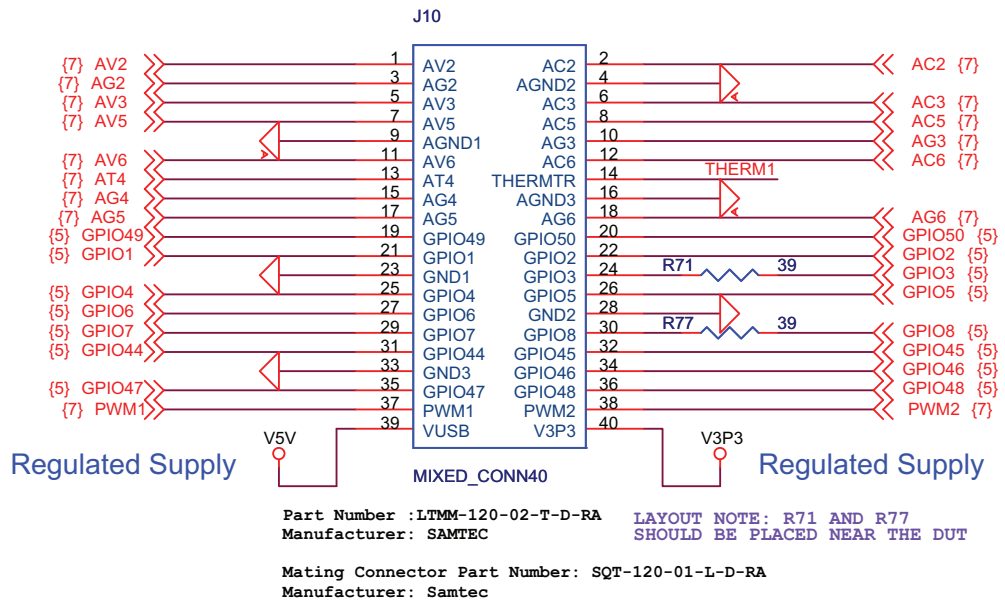 J10
{7} AV2 1 AV2 AC2 2 AC2 {7}
{7} AG2 3 AG2 AGND2 4
{7} AV3 5 AV3 AC3 6 AC3 {7}
{7} AV5 7 AV5 AC5 8 AC5 {7}
9 AGND1 AG3 10 AG3 {7}
{7} AV6 11 AV6 AC6 12 AC6 {7}
{7} AT4 13 AT4 THERMTR 14 THERM1
{7} AG4 15 AG4 AGND3 16
{7} AG5 17 AG5 AG6 18 AG6 {7}
{5} GPIO49 19 GPIO49 GPIO50 20 GPIO50 {5}
{5} GPIO1 21 GPIO1 GPIO2 22 GPIO2 {5}
23 GND1 GPIO3 24 R71 39 GPIO3 {5}
{5} GPIO4 25 GPIO4 GPIO5 26 GPIO5 {5}
{5} GPIO6 27 GPIO6 GND2 28
{5} GPIO7 29 GPIO7 GPIO8 30 R77 39 GPIO8 {5}
{5} GPIO44 31 GPIO44 GPIO45 32 GPIO45 {5}
33 GND3 GPIO46 34 GPIO46 {5}
{5} GPIO47 35 GPIO47 GPIO48 36 GPIO48 {5}
{7} PWM1 37 PWM1 PWM2 38 PWM2 {7}
39 VUSB V3P3 40
V5V V3P3
Regulated Supply Regulated Supply
MIXED_CONN40
Part Number :LTMM-120-02-T-D-RA
Manufacturer: SAMTEC
LAYOUT NOTE: R71 AND R77
SHOULD BE PLACED NEAR THE DUT
Mating Connector Part Number: SQT-120-01-L-D-RA
Manufacturer: Samtec